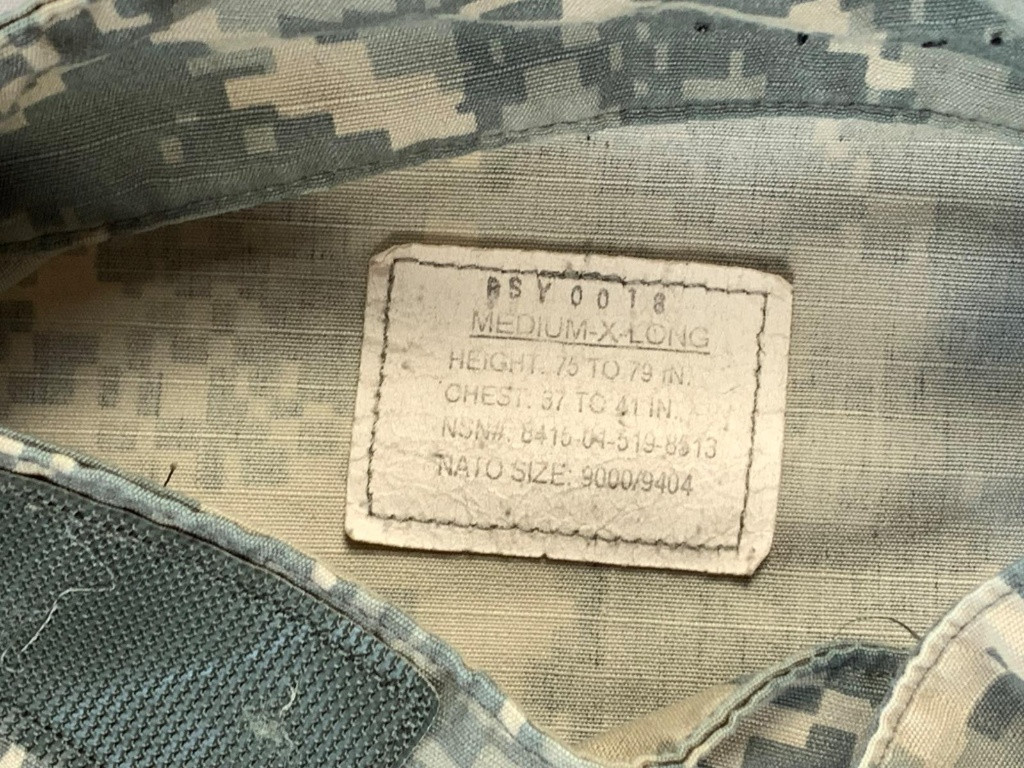 RSY0018
MEDIUM-X-LONG
HEIGHT: 75 TO 79 IN.
CHEST: 37 TO 41 IN.
NSN#: 8415-01-519-8513
NATO SIZE: 9000/9404